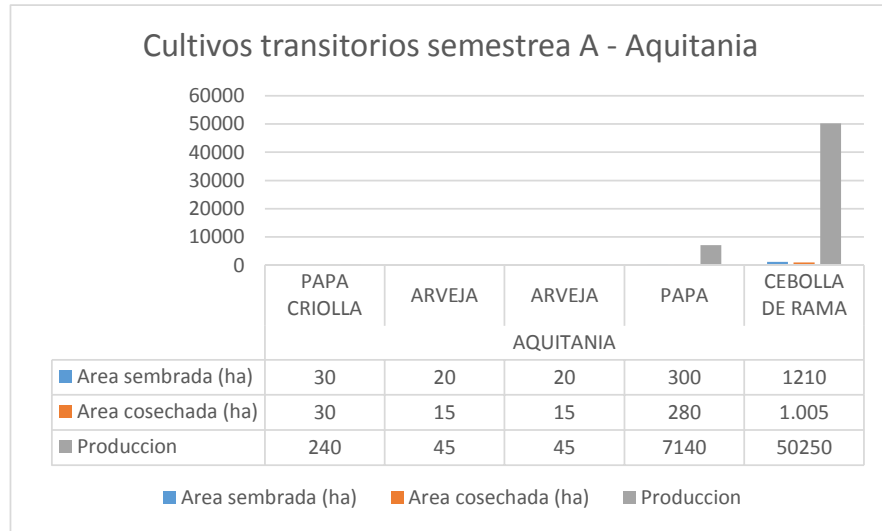 Cultivos transitorios semestrea A - Aquitania
60000
50000
40000
30000
20000
10000
0
PAPA CRIOLLA ARVEJA ARVEJA PAPA CEBOLLA DE RAMA
AQUITANIA
Area sembrada (ha) 30 20 20 300 1210
Area cosechada (ha) 30 15 15 280 1.005
Produccion 240 45 45 7140 50250
Area sembrada (ha) Area cosechada (ha) Produccion